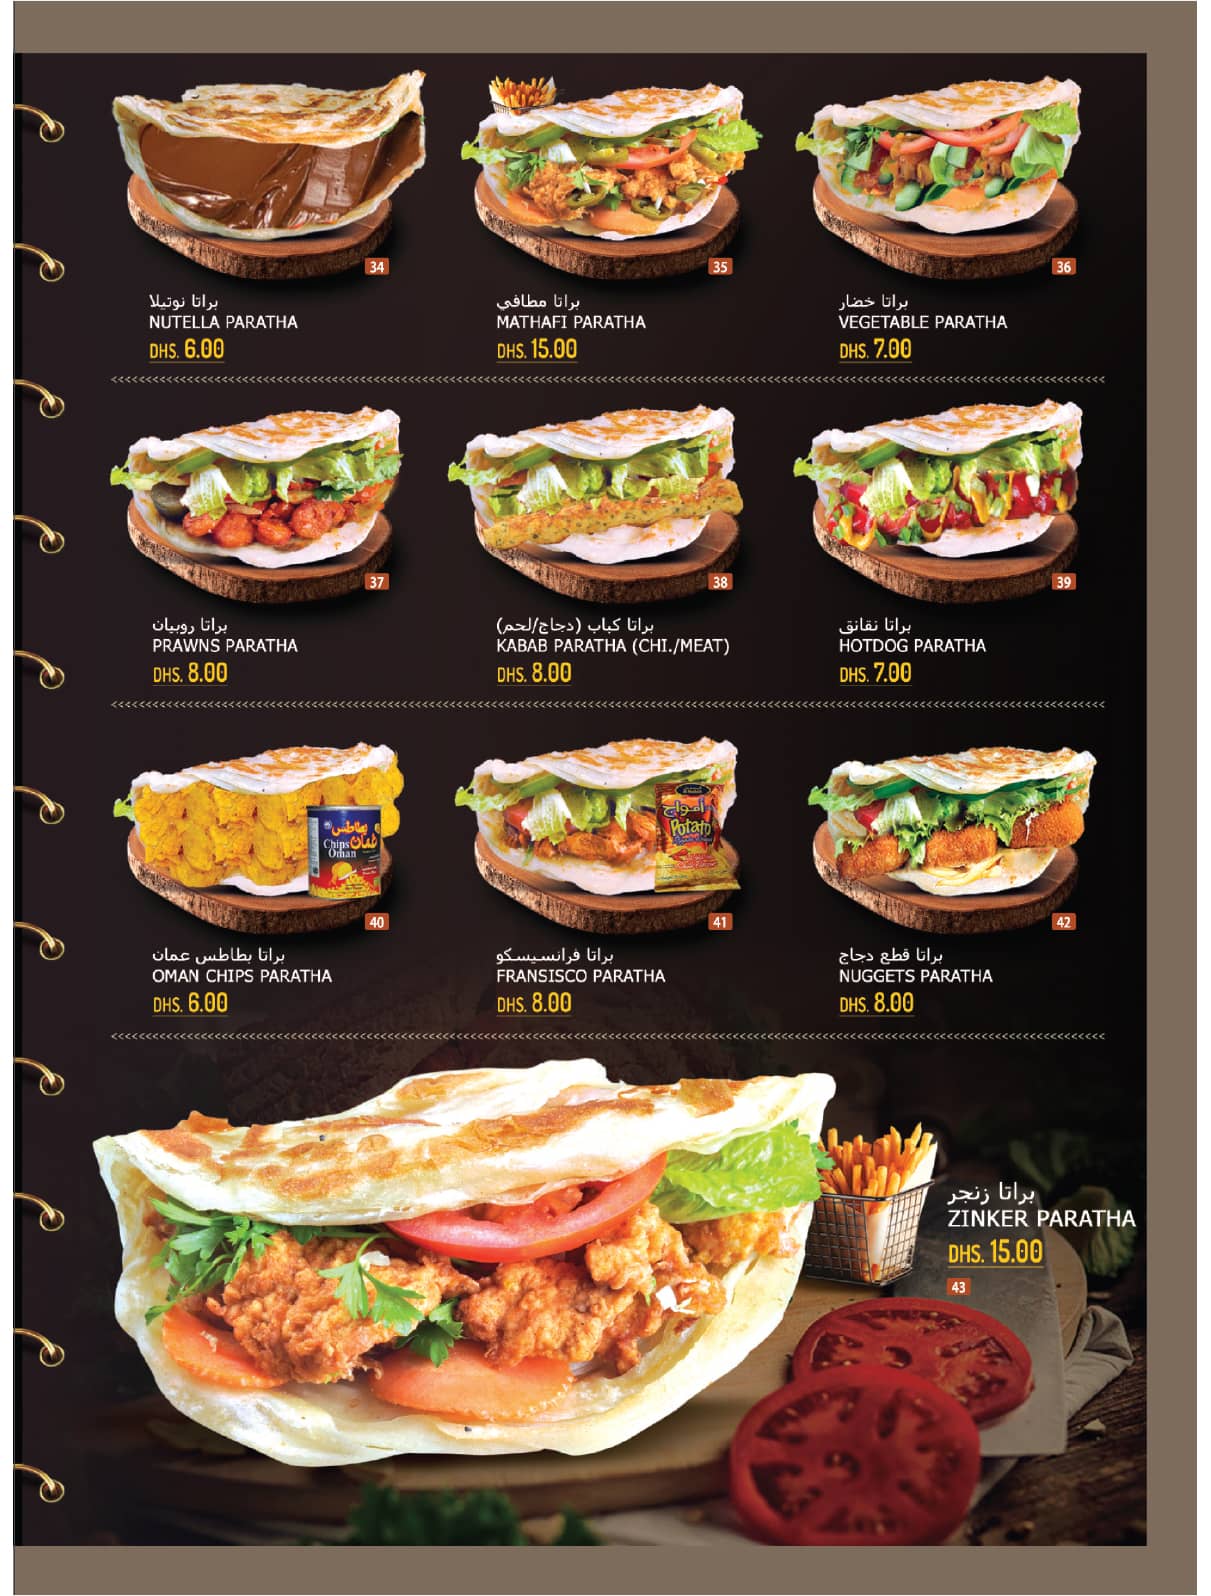 34
براتا نوتيلا
NUTELLA PARATHA
DHS. 6.00
35
براتا مطافي
MATHAFI PARATHA
DHS. 15.00
36
براتا خضار
VEGETABLE PARATHA
DHS. 7.00
37
براتا روبيان
PRAWNS PARATHA
DHS. 8.00
38
براتا كباب (دجاج/لحم)
KABAB PARATHA (CHI./MEAT)
DHS. 8.00
39
براتا نقانق
HOTDOG PARATHA
DHS. 7.00
بطاطس
عمان
Chips
Oman
40
براتا بطاطس عمان
OMAN CHIPS PARATHA
DHS. 6.00
أمواج
Potato
41
براتا فرانسيسكو
FRANSISCO PARATHA
DHS. 8.00
42
براتا قطع دجاج
NUGGETS PARATHA
DHS. 8.00
براتا زنجر
ZINKER PARATHA
DHS. 15.00
43